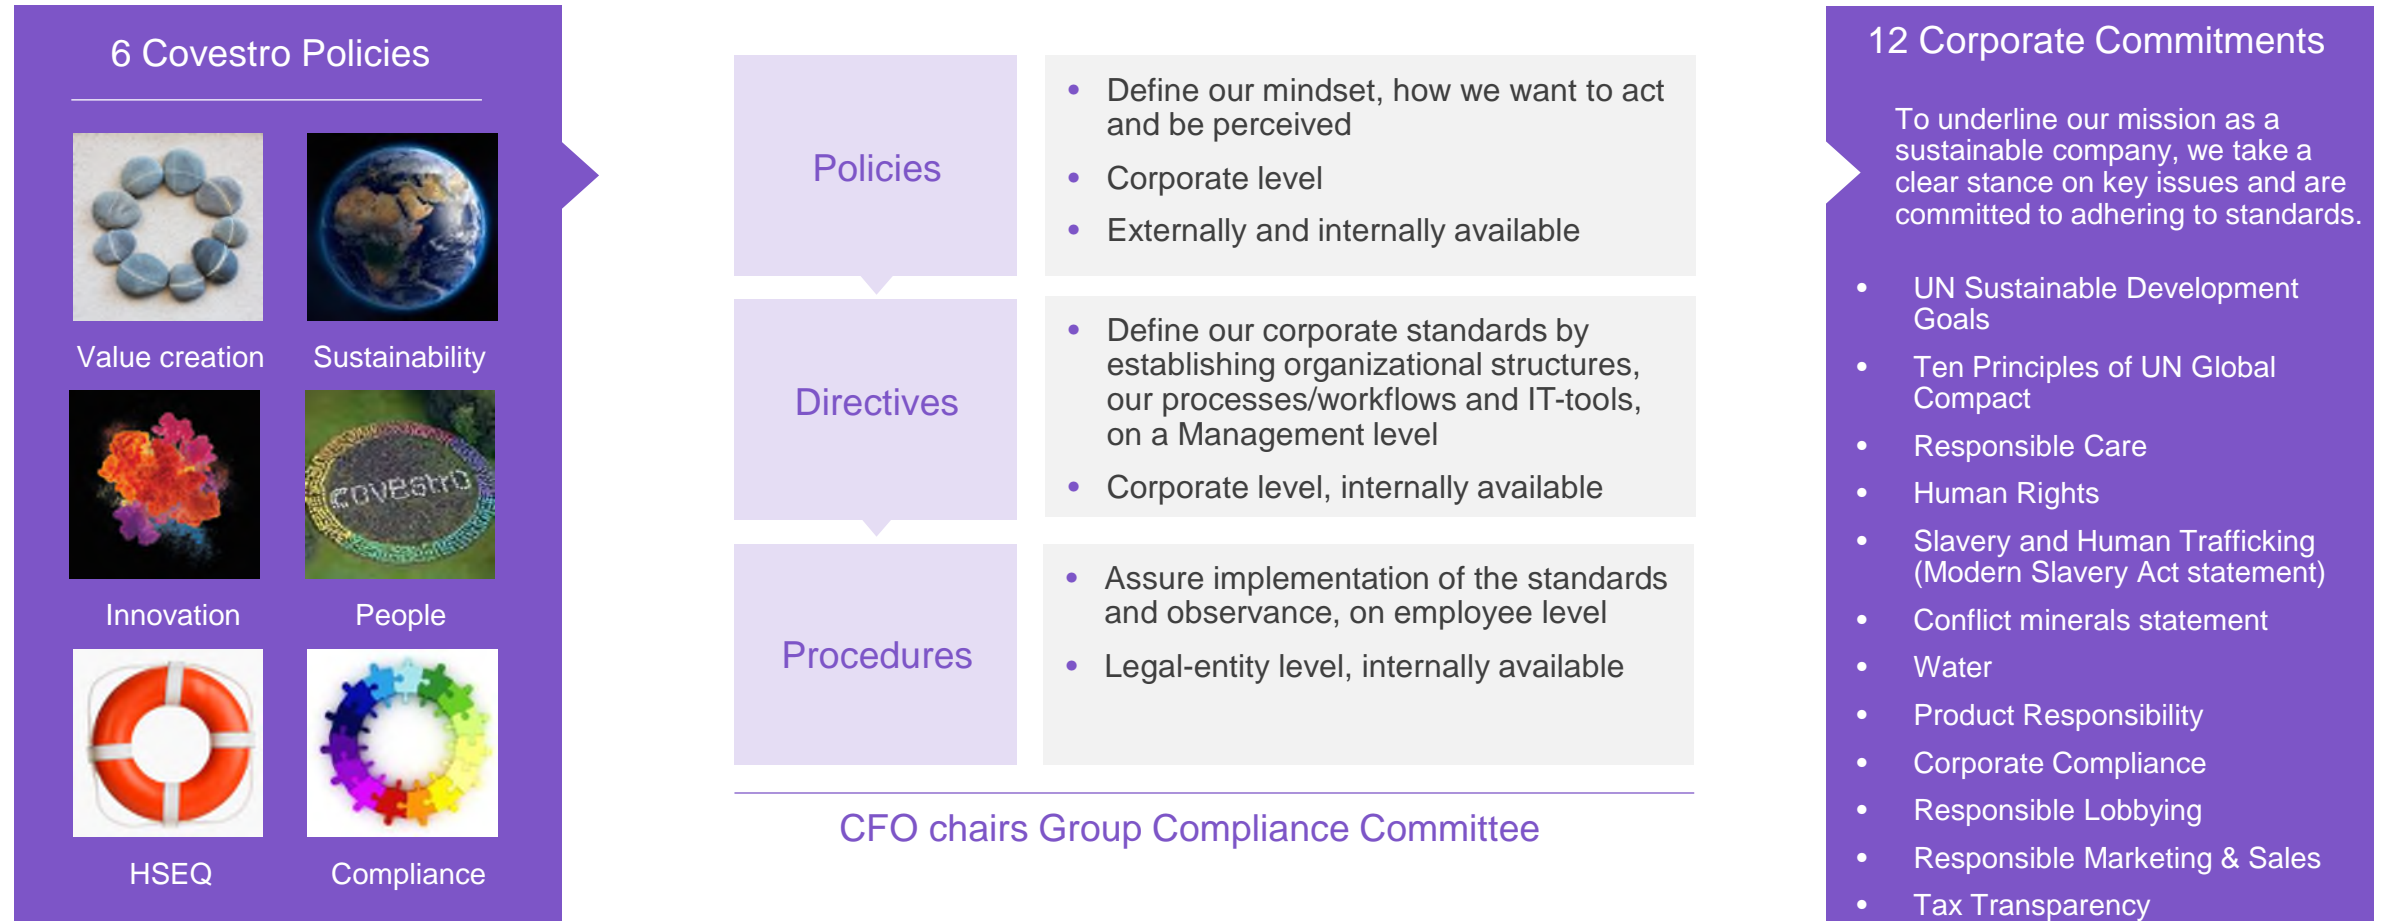 6 Covestro Policies
Value creation
Sustainability
covestro
Innovation
People
HSEQ
Compliance
Policies
• Define our mindset, how we want to act
and be perceived
• Corporate level
• Externally and internally available
Directives
• Define our corporate standards by
establishing organizational structures,
our processes/workflows and IT-tools,
on a Management level
• Corporate level, internally available
Procedures
• Assure implementation of the standards
and observance, on employee level
• Legal-entity level, internally available
CFO chairs Group Compliance Committee
12 Corporate Commitments
To underline our mission as a
sustainable company, we take a
clear stance on key issues and are
committed to adhering to standards.
• UN Sustainable Development
Goals
• Ten Principles of UN Global
Compact
• Responsible Care
• Human Rights
• Slavery and Human Trafficking
(Modern Slavery Act statement)
• Conflict minerals statement
• Water
• Product Responsibility
• Corporate Compliance
• Responsible Lobbying
• Responsible Marketing & Sales
• Tax Transparency